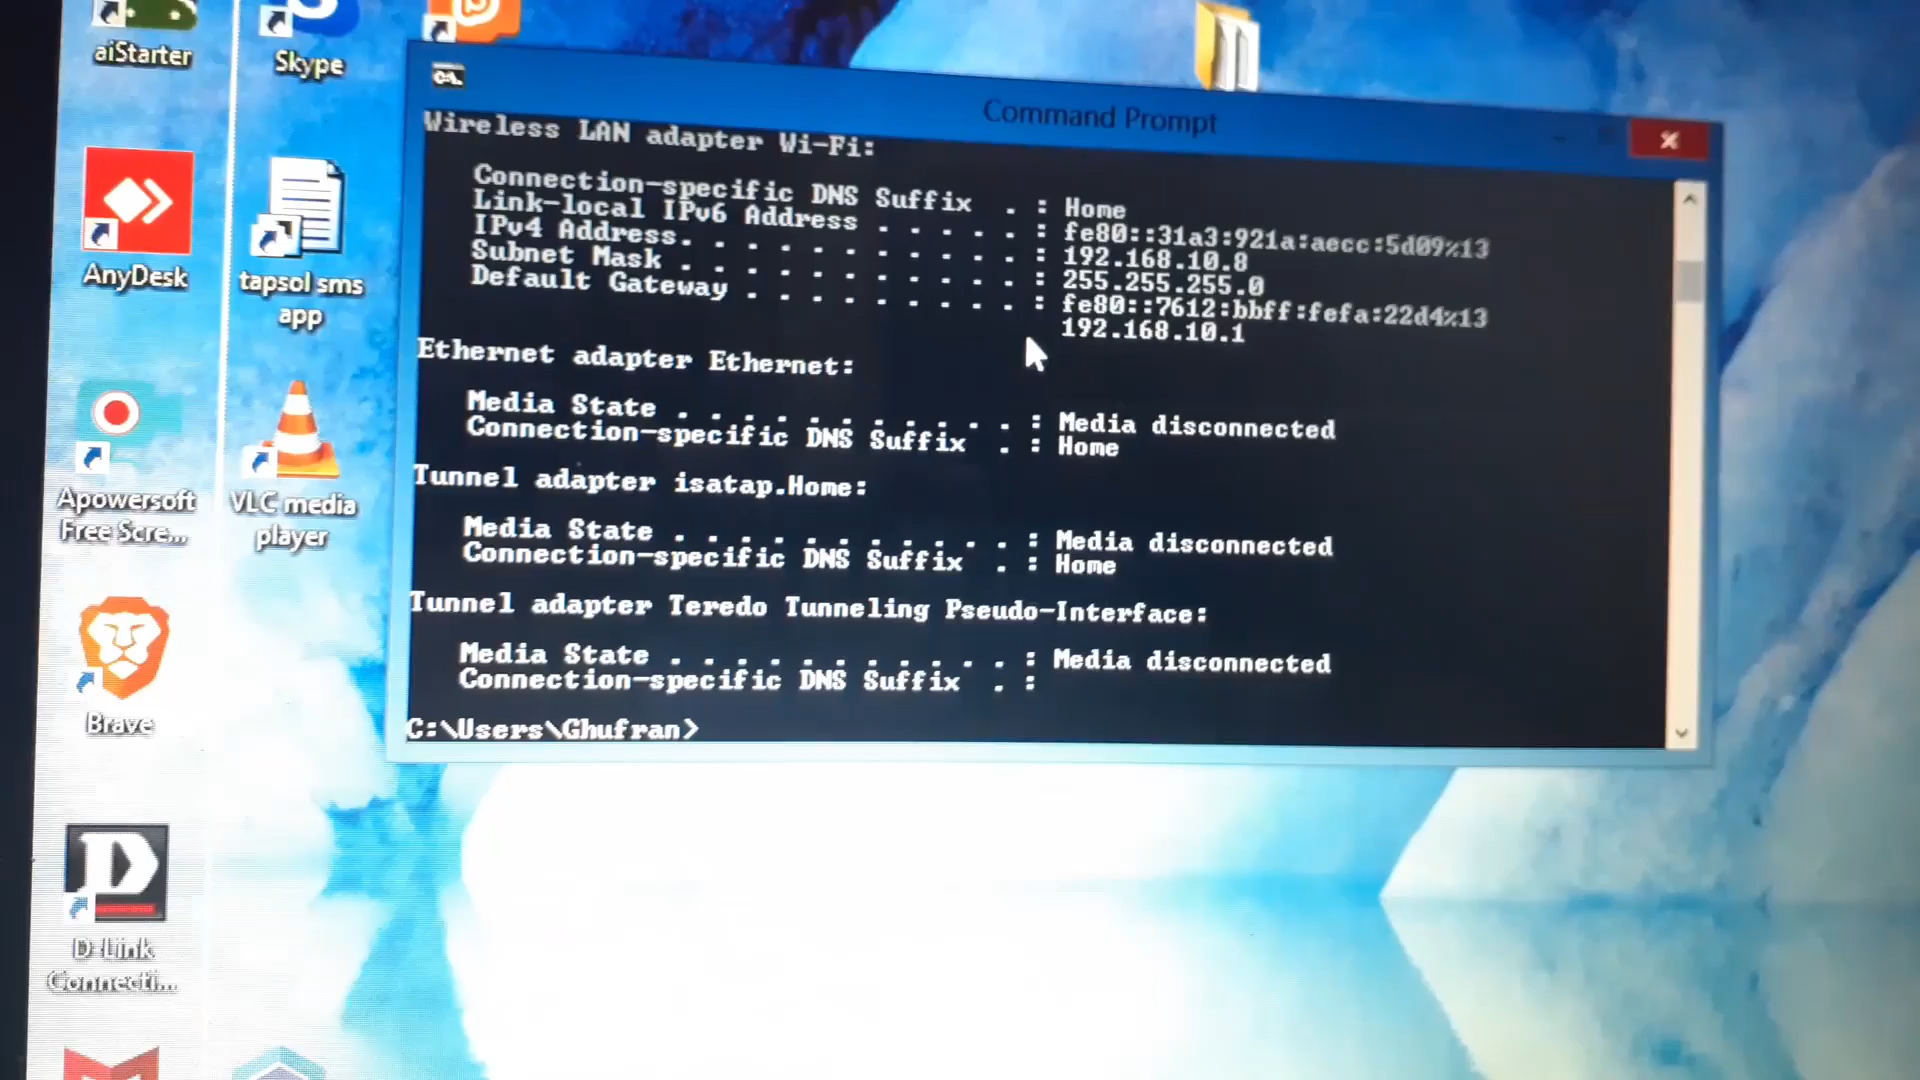 aiStarter
Skype
AnyDesk
tapsol sms
app
Apowersoft
Free Scre...
VLC media
player
Brave
D-Link
Connecti...
C:\.
Command Prompt
Wireless LAN adapter Wi-Fi:
Connection-specific DNS Suffix . : Home
Link-local IPv6 Address . . . . . : fe80::31a3:921a:aecc:5d09%13
IPv4 Address. . . . . . . . . . . : 192.168.10.8
Subnet Mask . . . . . . . . . . . : 255.255.255.0
Default Gateway . . . . . . . . . : fe80::7612:bbff:fefa:22d4%13
192.168.10.1
Ethernet adapter Ethernet:
Media State . . . . . . . . . . . : Media disconnected
Connection-specific DNS Suffix . : Home
Tunnel adapter isatap.Home:
Media State . . . . . . . . . . . : Media disconnected
Connection-specific DNS Suffix . : Home
Tunnel adapter Teredo Tunneling Pseudo-Interface:
Media State . . . . . . . . . . . : Media disconnected
Connection-specific DNS Suffix . :
C:\Users\Ghufran>